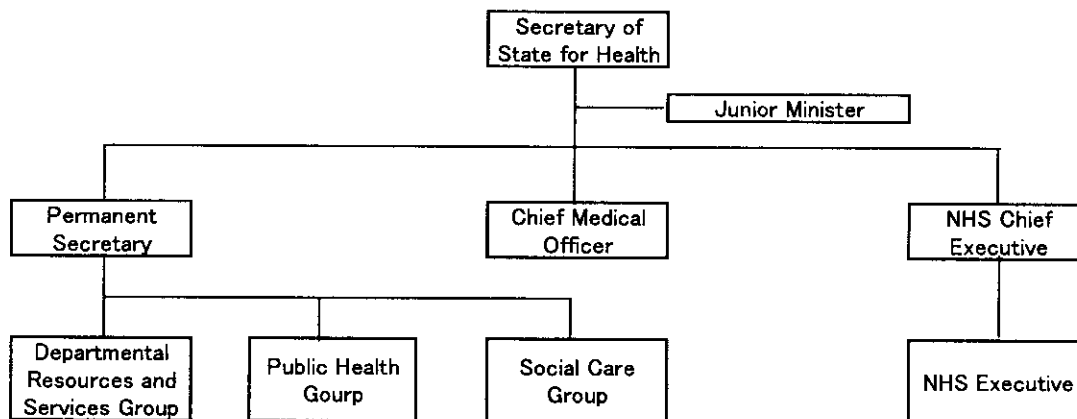 Secretary of
State for Health
Junior Minister
Permanent
Secretary
Chief Medical
Officer
NHS Chief
Executive
Departmental
Resources and
Services Group
Public Health
Gourp
Social Care
Group
NHS Executive